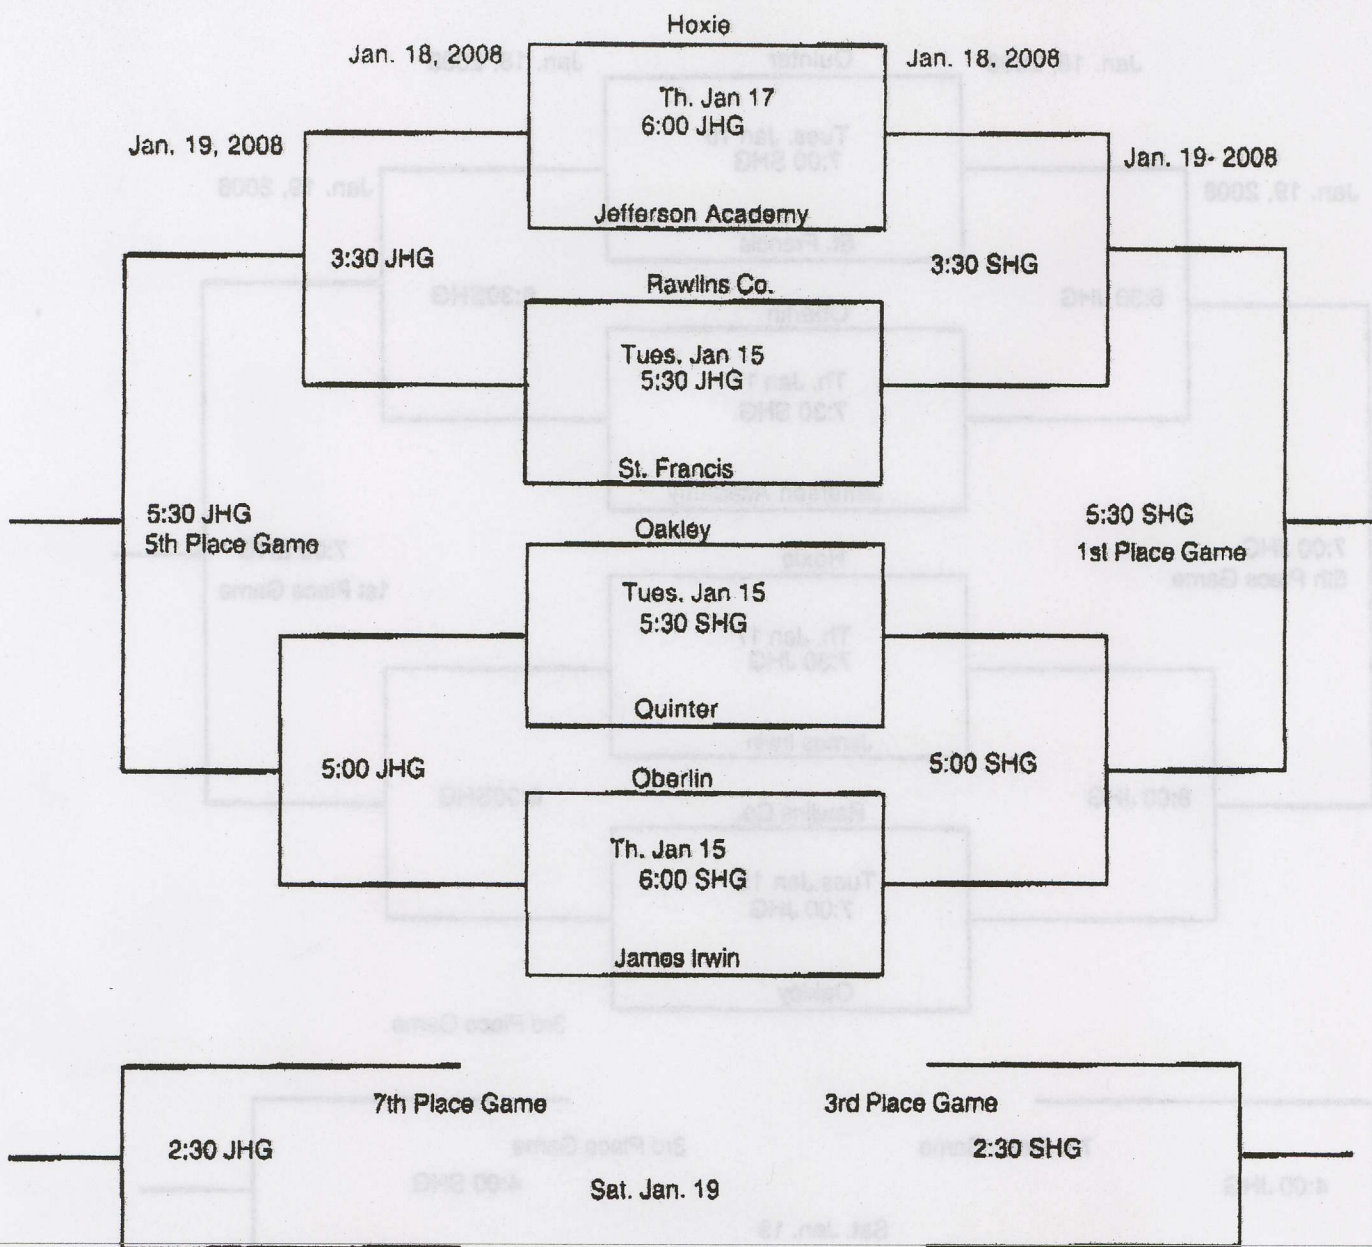 Hoxie
Jan. 18, 2008
Jan. 18, 2008
Th. Jan 17
6:00 JHG
Jan. 19, 2008
Jan. 19- 2008
Jefferson Academy
3:30 JHG
3:30 SHG
Rawlins Co.
Tues. Jan 15
5:30 JHG
St. Francis
5:30 JHG
5th Place Game
Oakley
5:30 SHG
1st Place Game
Tues. Jan 15
5:30 SHG
Quinter
5:00 JHG
5:00 SHG
Oberlin
Th. Jan 15
6:00 SHG
James Irwin
7th Place Game
3rd Place Game
2:30 JHG
2:30 SHG
Sat. Jan. 19